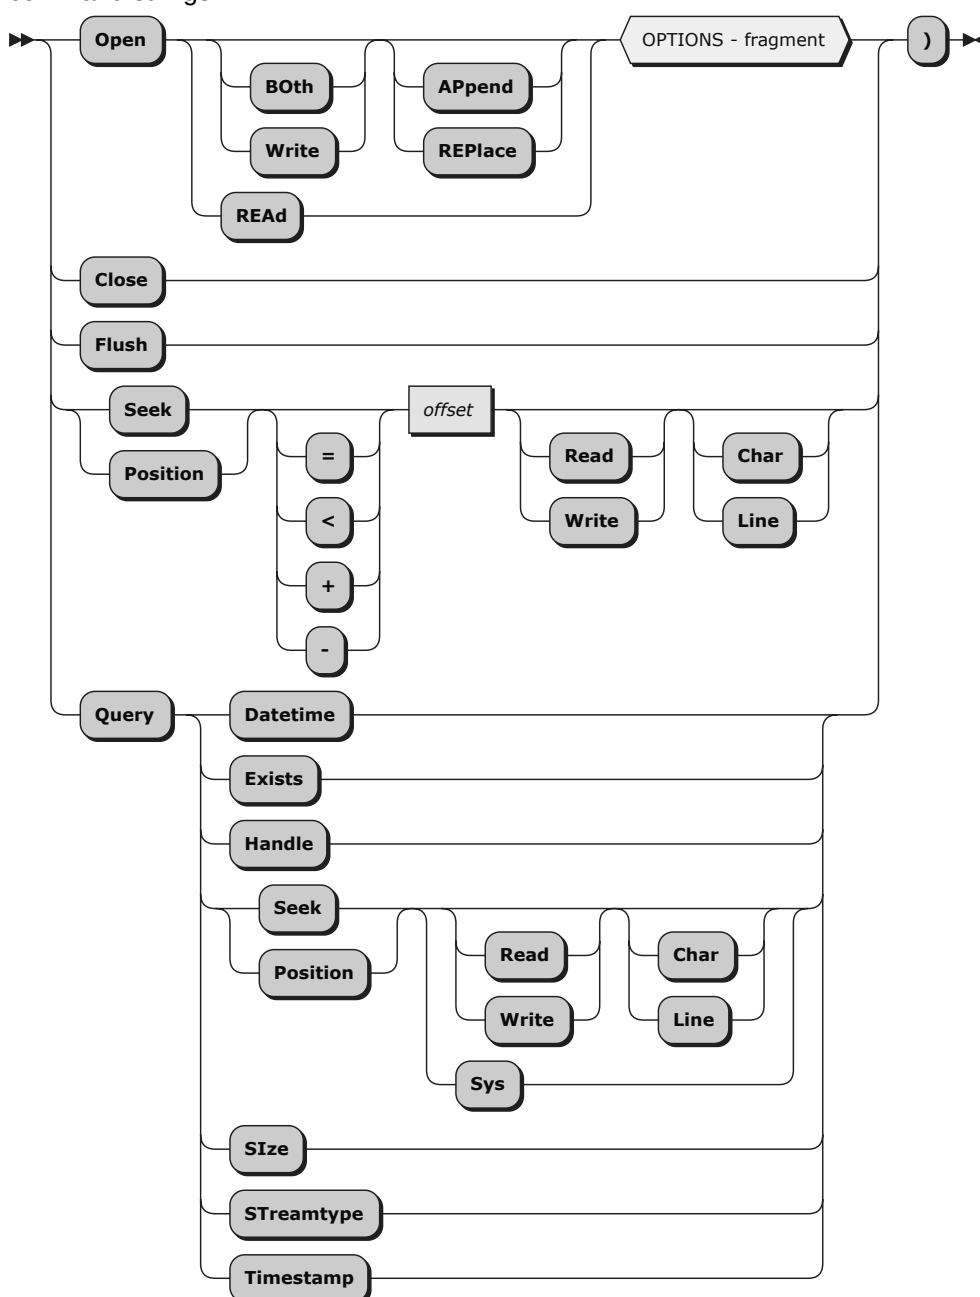 Open OPTIONS - fragment )
BOth APpend
Write REPlace
REAd
Close
Flush
Seek offset
= Read Char
Position
< Write Line
+
-
Query Datetime
Exists
Handle
Seek
Read Char
Position
Write Line
Sys
SIze
STreamtype
Timestamp